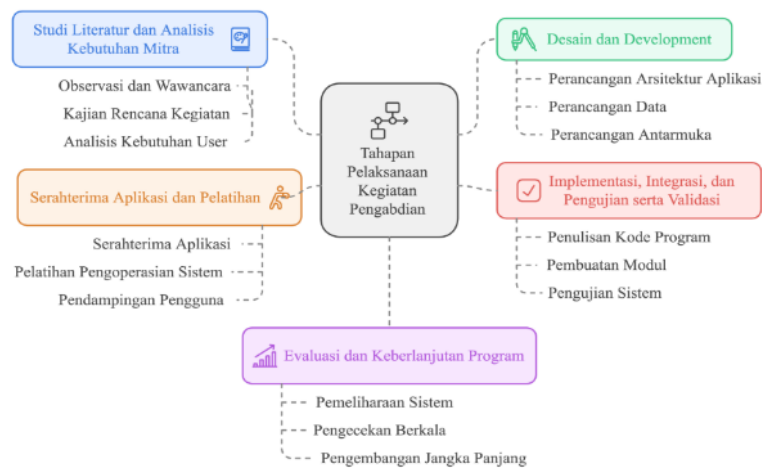 Studi Literatur dan Analisis
Kebutuhan Mitra
Observasi dan Wawancara
Kajian Rencana Kegiatan
Analisis Kebutuhan User
Desain dan Development
Perancangan Arsitektur Aplikasi
Perancangan Data
Perancangan Antarmuka
Tahapan
Pelaksanaan
Kegiatan
Pengabdian
Serahterima Aplikasi dan Pelatihan
Serahterima Aplikasi
Pelatihan Pengoperasian Sistem
Pendampingan Pengguna
Implementasi, Integrasi, dan
Pengujian serta Validasi
Penulisan Kode Program
Pembuatan Modul
Pengujian Sistem
Evaluasi dan Keberlanjutan Program
Pemeliharaan Sistem
Pengecekan Berkala
Pengembangan Jangka Panjang